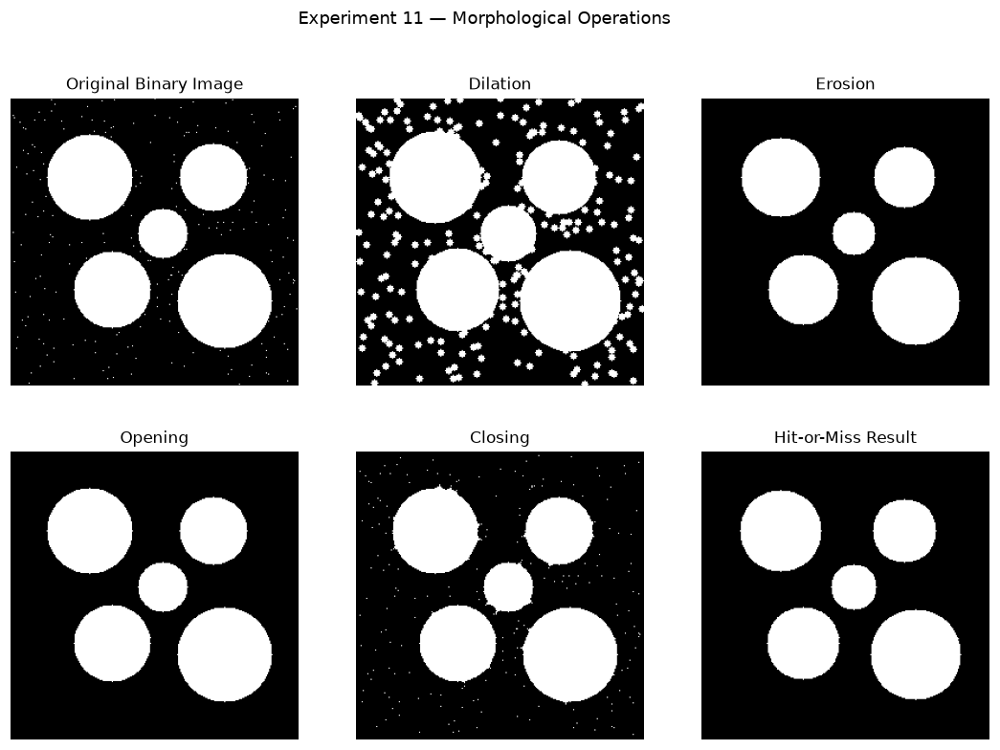 Experiment 11 — Morphological Operations
Original Binary Image
Dilation
Erosion
Opening
Closing
Hit-or-Miss Result